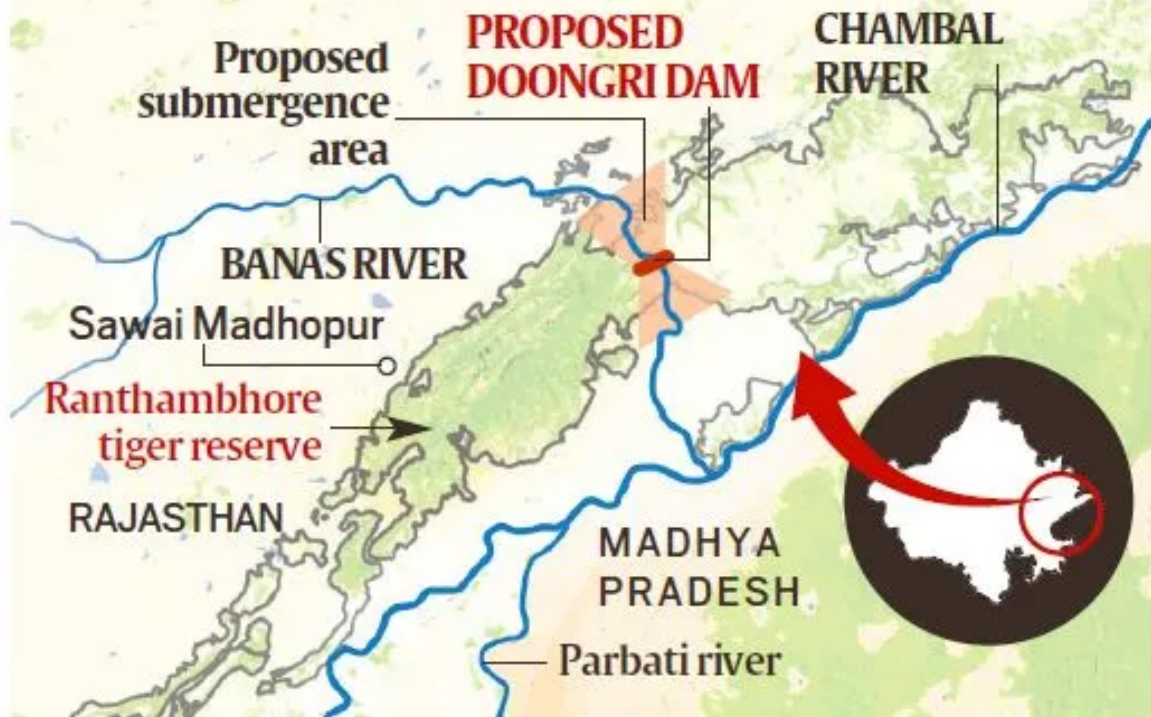 Proposed
submergence
area
PROPOSED
DOONGRI DAM
CHAMBAL
RIVER
BANAS RIVER
Sawai Madhopur
Ranthambhore
tiger reserve
RAJASTHAN
MADHYA
PRADESH
Parbati river